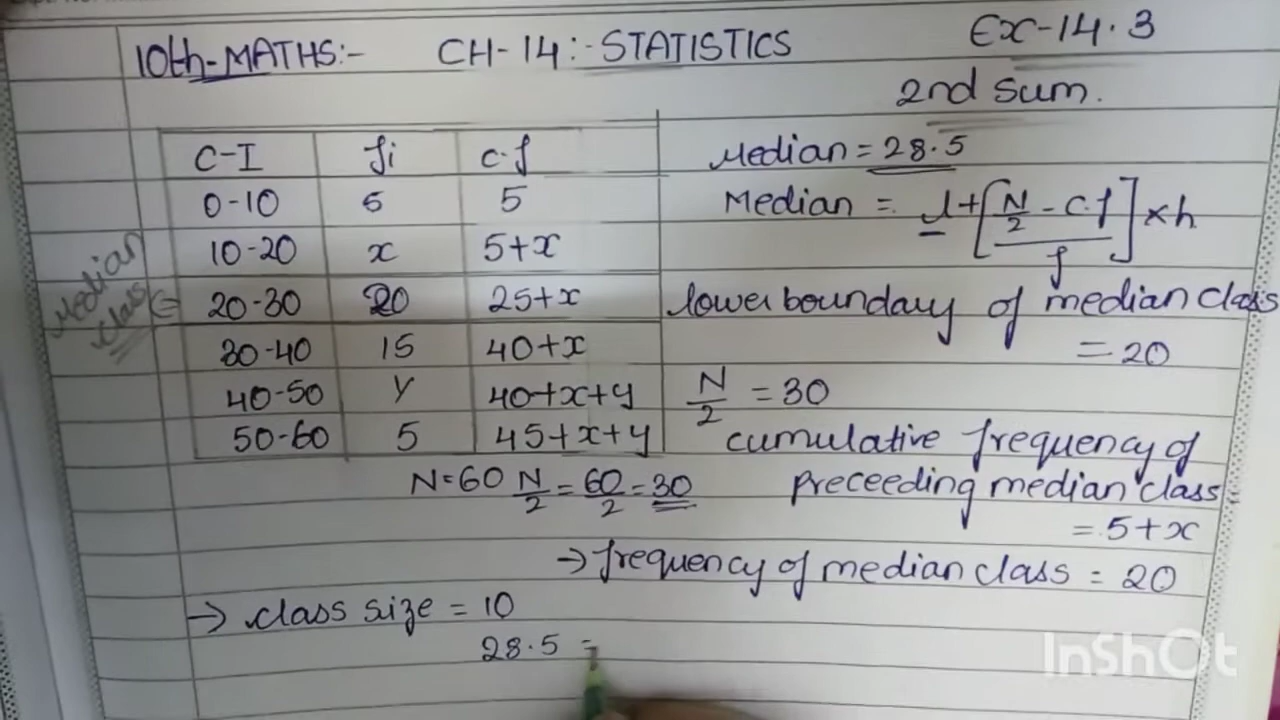 10th-MATHS:- CH-14:-STATISTICS Ex-14.3
2nd Sum.
C-I fi c.f
0-10 5 5
10-20 x 5+x
20-30 20 25+x
30-40 15 40+x
40-50 y 40+x+y
50-60 5 45+x+y
Median class
N=60 N/2 = 60/2 = 30
Median = 28.5
Median = l+[N/2 - c.f / f] × h
lower boundary of median class
= 20
N/2 = 30
cumulative frequency of
preceeding median class
= 5+x
→ frequency of median class = 20
→ class size = 10
28.5 =
InShOt